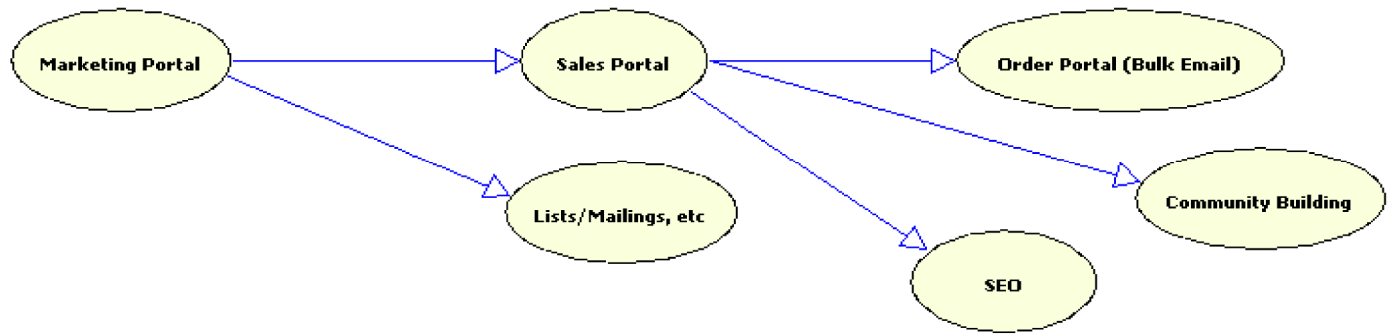 Marketing Portal
Sales Portal
Order Portal (Bulk Email)
Lists/Mailings, etc
Community Building
SEO